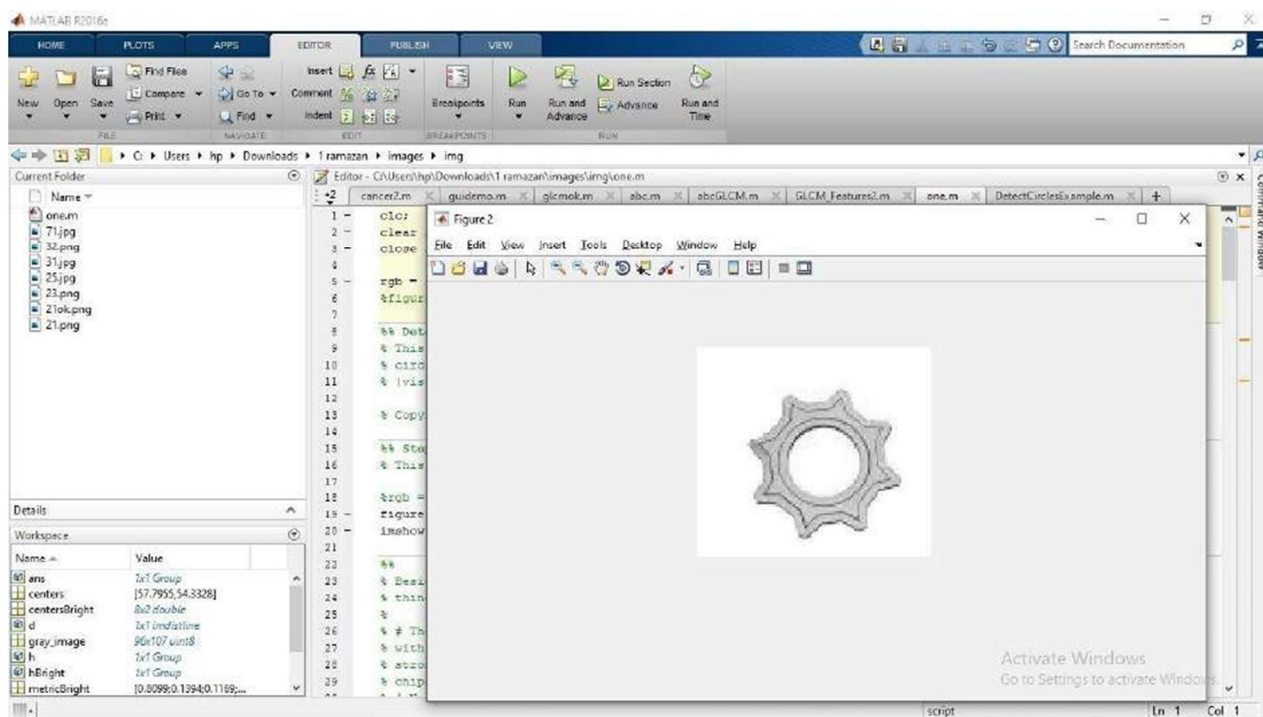 MATLAB R2016a
HOME PLOTS APPS EDITOR PUBLISH VIEW
Search Documentation
New Open Save
Find Files
Compare
Print
Go To
Find
Insert
Comment
Indent
Breakpoints
Run
Run and Advance
Run Section
Advance
Run and Time
FILE NAVIGATE EDIT BREAKPOINTS RUN
C: Users hp Downloads 1 ramazan images img
Current Folder
Name
one.m
71.jpg
32.png
31.jpg
25.jpg
23.png
21ok.png
21.png
Details
Workspace
Name Value
ans 1x1 Group
centers [57.7955,54.3328]
centersBright 8x2 double
d 1x1 imdistline
gray_image 96x107 uint8
h 1x1 Group
hBright 1x1 Group
metricBright [0.8099;0.1394;0.1169;...
Editor - C:\Users\hp\Downloads\1 ramazan\images\img\one.m
+2 cancer2.m guidemo.m glcmok.m abc.m abcGLCM.m GLCM_Features2.m one.m DetectCirclesExample.m +
1 clc;
2 clear
3 close
4
5 rgb =
6 %figur
7
8 %% Det
9 % This
10 % circ
11 % |vis
12
13 % Copy
14
15 %% Ste
16 % This
17
18 %rgb =
19 figure
20 imshow
21
22 %%
23 % Besi
24 % thin
25 %
26 % # Th
27 % with
28 % stro
29 % chip
Figure 2
File Edit View Insert Tools Desktop Window Help
Activate Windows
Go to Settings to activate Windows.
Command Window
script Ln 1 Col 1